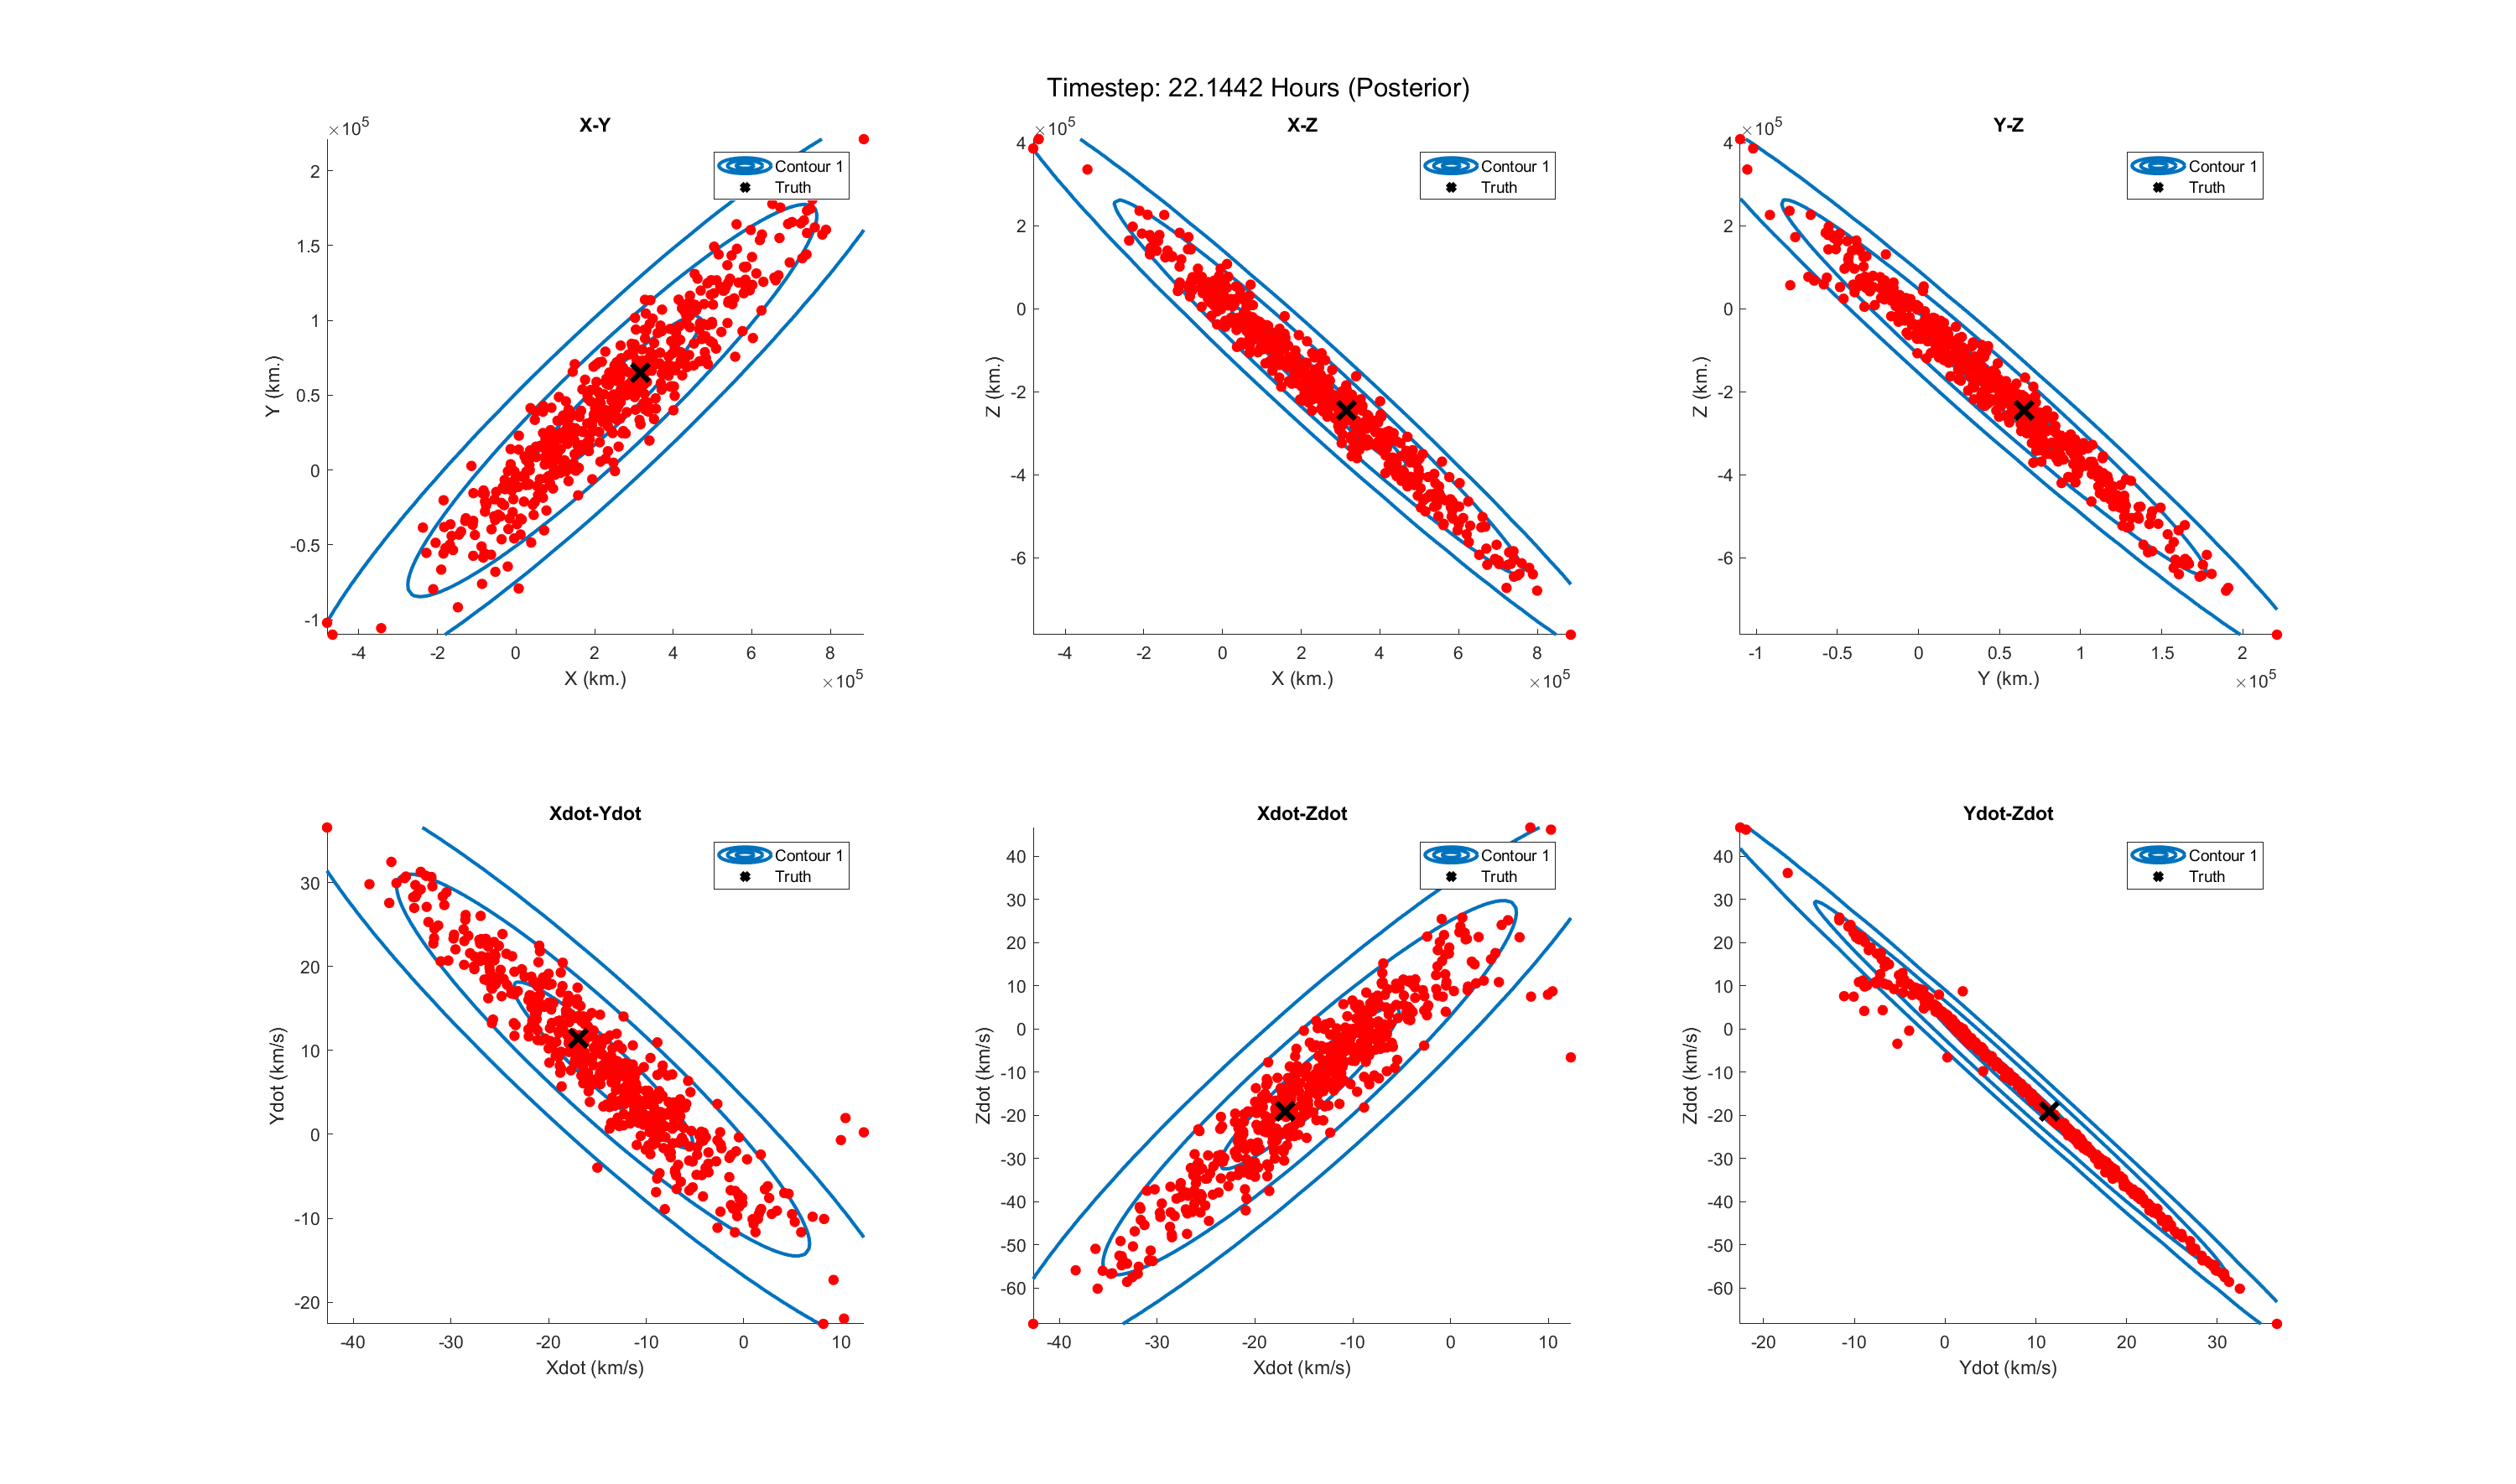 Timestep: 22.1442 Hours (Posterior)
X-Y
×10^5
2
1.5
1
0.5
0
-0.5
-1
Y (km.)
-4 -2 0 2 4 6 8
X (km.)
×10^5
Contour 1
Truth
X-Z
×10^5
4
2
0
-2
-4
-6
Z (km.)
-4 -2 0 2 4 6 8
X (km.)
×10^5
Contour 1
Truth
Y-Z
×10^5
4
2
0
-2
-4
-6
Z (km.)
-1 -0.5 0 0.5 1 1.5 2
Y (km.)
×10^5
Contour 1
Truth
Xdot-Ydot
30
20
10
0
-10
-20
Ydot (km/s)
-40 -30 -20 -10 0 10
Xdot (km/s)
Contour 1
Truth
Xdot-Zdot
40
30
20
10
0
-10
-20
-30
-40
-50
-60
Zdot (km/s)
-40 -30 -20 -10 0 10
Xdot (km/s)
Contour 1
Truth
Ydot-Zdot
40
30
20
10
0
-10
-20
-30
-40
-50
-60
Zdot (km/s)
-20 -10 0 10 20 30
Ydot (km/s)
Contour 1
Truth